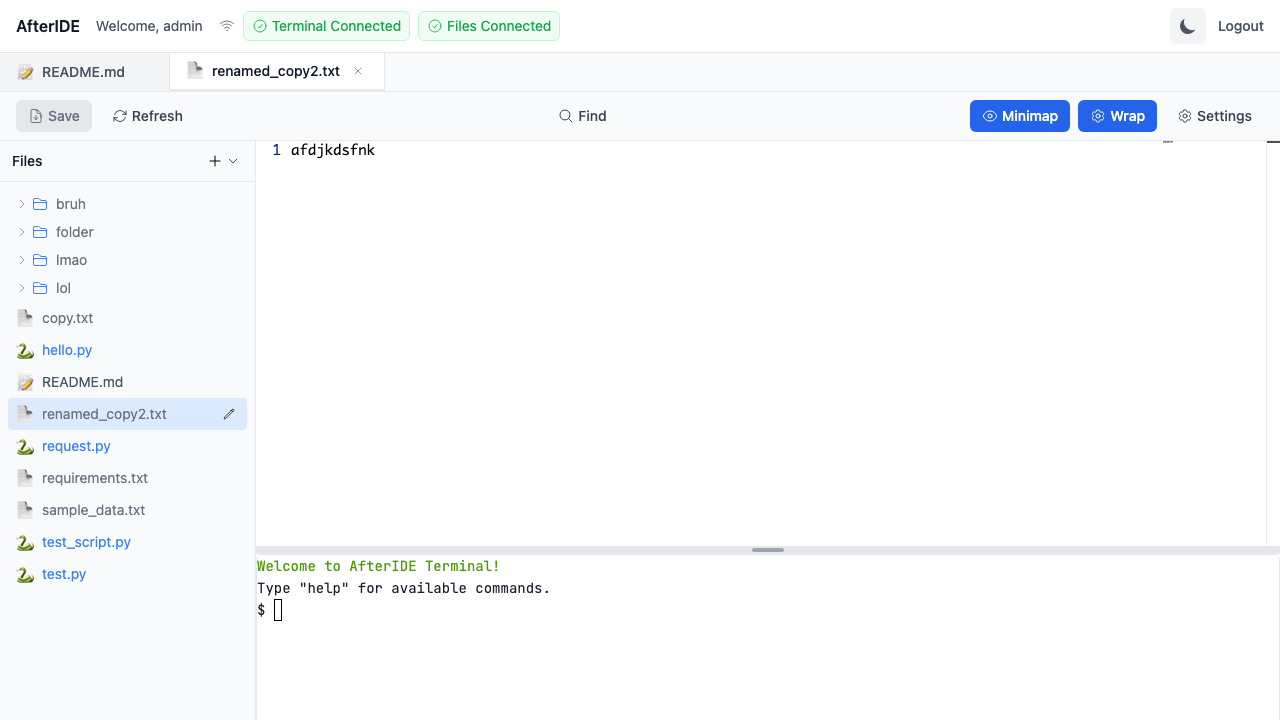 AfterIDE Welcome, admin Terminal Connected Files Connected Logout
README.md renamed_copy2.txt
Save Refresh Find Minimap Wrap Settings
Files
bruh
folder
lmao
lol
copy.txt
hello.py
README.md
renamed_copy2.txt
request.py
requirements.txt
sample_data.txt
test_script.py
test.py
1 afdjkdsfnk
Welcome to AfterIDE Terminal!
Type "help" for available commands.
$